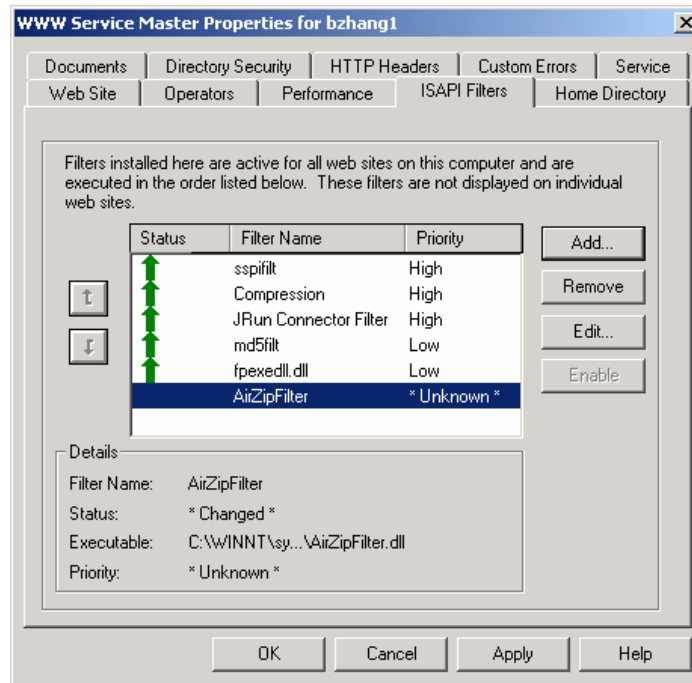 WWW Service Master Properties for bzhang1
Documents Directory Security HTTP Headers Custom Errors Service
Web Site Operators Performance ISAPI Filters Home Directory
Filters installed here are active for all web sites on this computer and are
executed in the order listed below. These filters are not displayed on individual
web sites.
Status Filter Name Priority
sspifilt High
Compression High
JRun Connector Filter High
md5filt Low
fpexedll.dll Low
AirZipFilter * Unknown *
Add...
Remove
Edit...
Enable
Details
Filter Name: AirZipFilter
Status: * Changed *
Executable: C:\WINNT\sy...\AirZipFilter.dll
Priority: * Unknown *
OK Cancel Apply Help